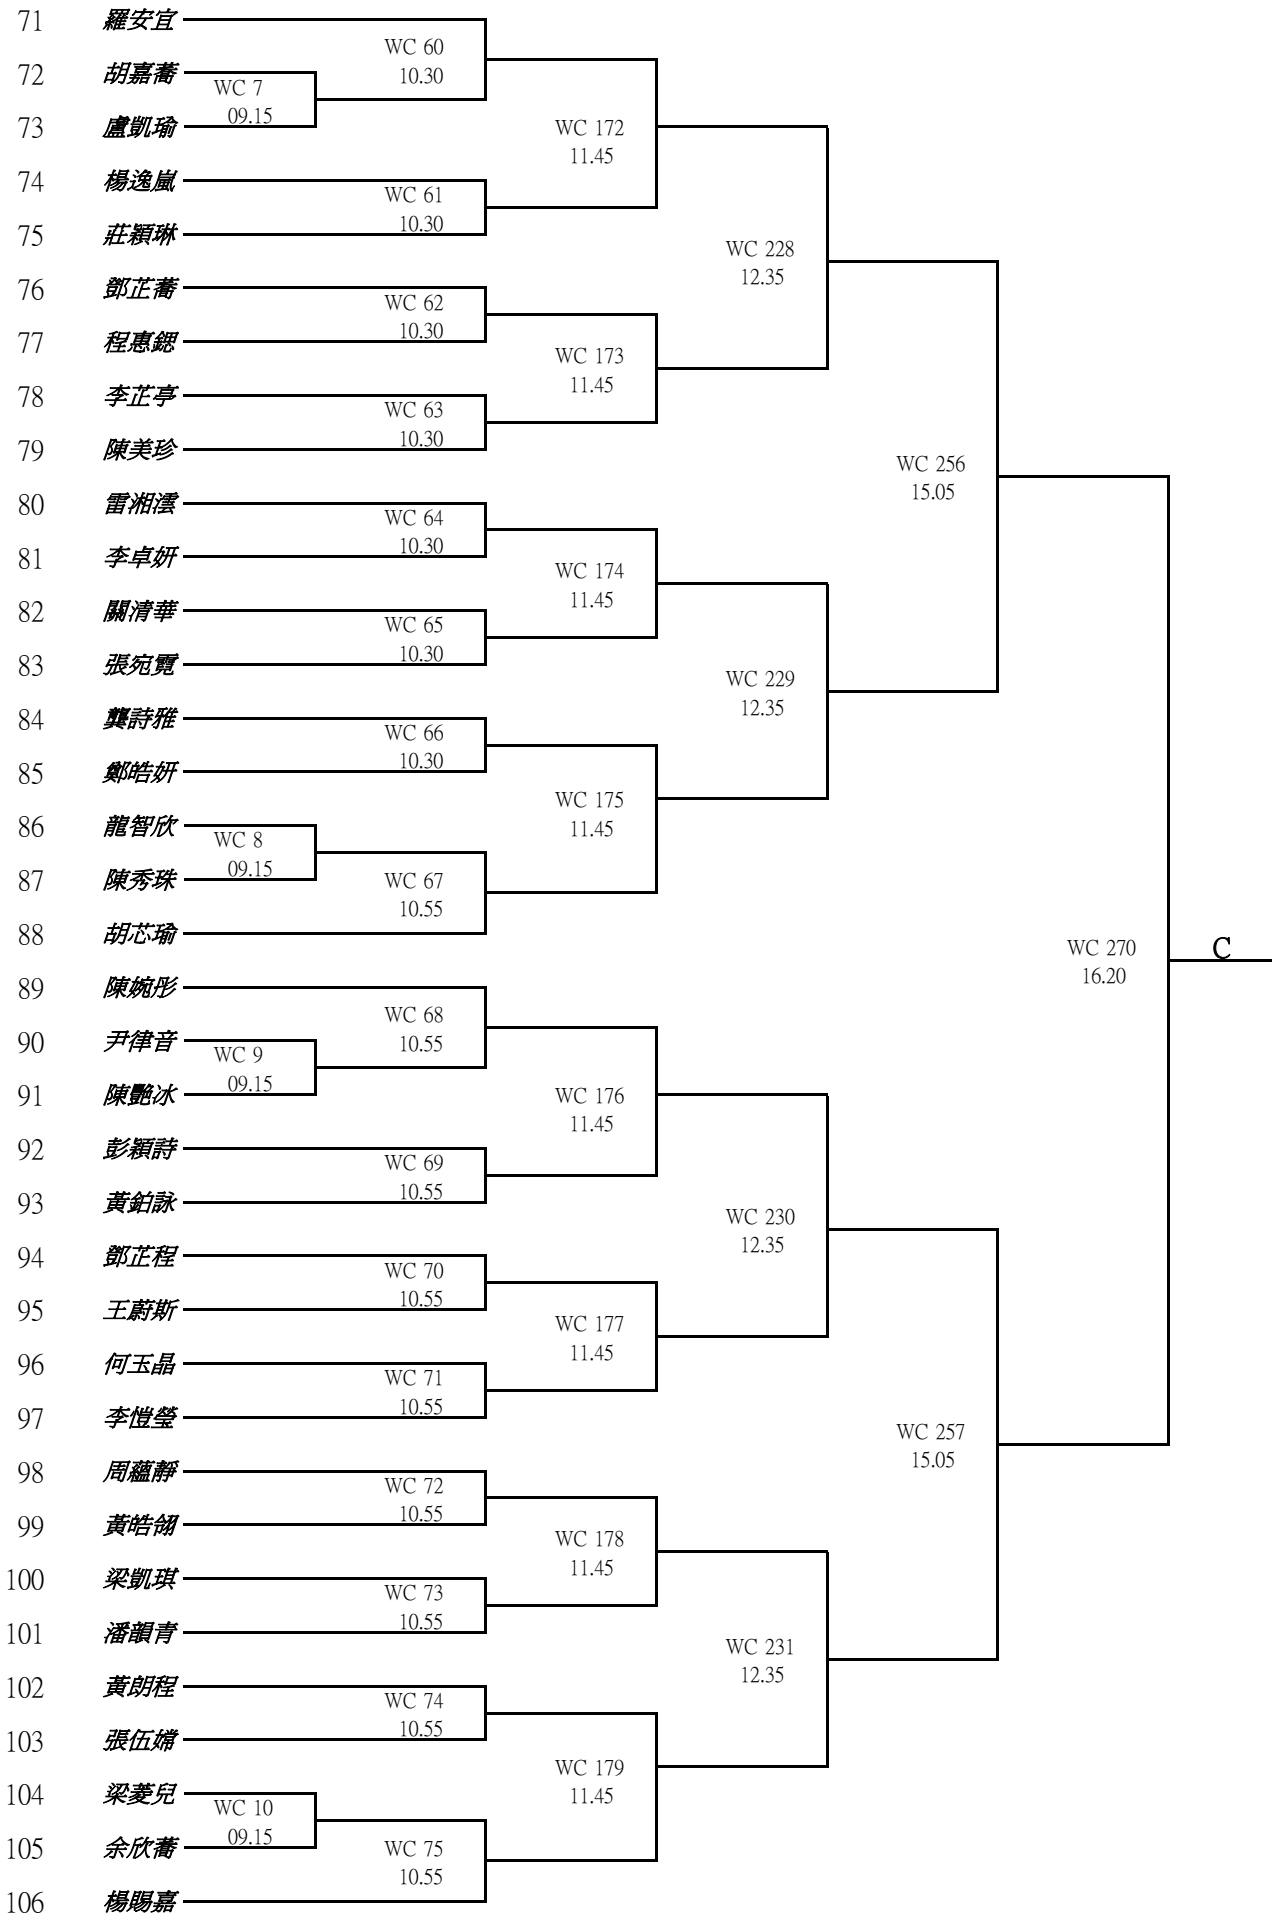 71 羅安宜
WC 60
72 胡嘉蕎
10.30
WC 7
09.15
73 盧凱瑜
WC 172
11.45
74 楊逸嵐
WC 61
10.30
75 莊穎琳
WC 228
12.35
76 鄧芷蕎
WC 62
10.30
77 程惠鍶
WC 173
11.45
78 李芷亭
WC 63
10.30
79 陳美珍
WC 256
15.05
80 雷湘澐
WC 64
10.30
81 李卓妍
WC 174
11.45
82 關清華
WC 65
10.30
83 張宛霓
WC 229
12.35
84 龔詩雅
WC 66
10.30
85 鄭皓妍
WC 175
11.45
86 龍智欣
WC 8
09.15
87 陳秀珠
WC 67
10.55
88 胡芯瑜
WC 270
16.20
C
89 陳婉彤
WC 68
10.55
90 尹律音
WC 9
09.15
91 陳艷冰
WC 176
11.45
92 彭穎詩
WC 69
10.55
93 黃鉑詠
WC 230
12.35
94 鄧芷程
WC 70
10.55
95 王蔚斯
WC 177
11.45
96 何玉晶
WC 71
10.55
97 李愷瑩
WC 257
15.05
98 周蘊靜
WC 72
10.55
99 黃皓翎
WC 178
11.45
100 梁凱琪
WC 73
10.55
101 潘韻青
WC 231
12.35
102 黃朗程
WC 74
10.55
103 張伍嫦
WC 179
11.45
104 梁菱兒
WC 10
09.15
105 余欣蕎
WC 75
10.55
106 楊賜嘉